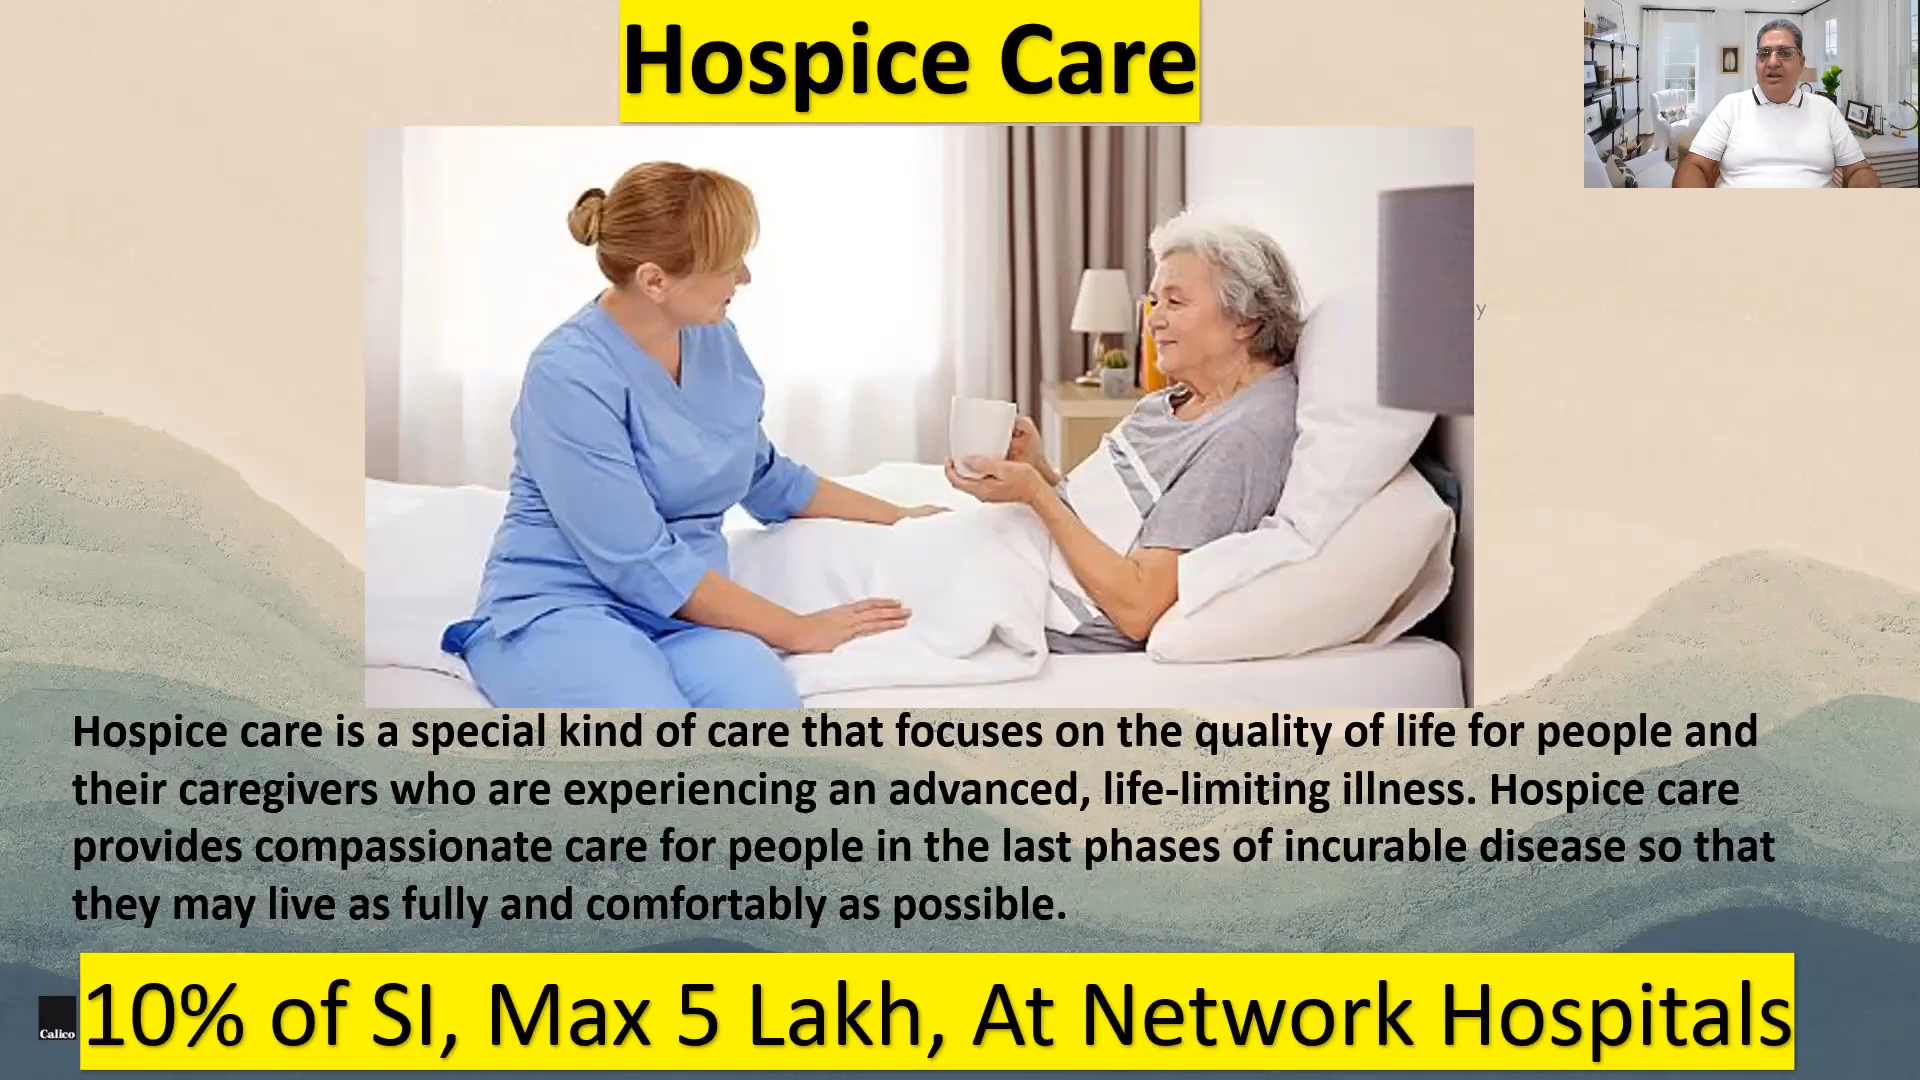 Hospice Care
y
Hospice care is a special kind of care that focuses on the quality of life for people and
their caregivers who are experiencing an advanced, life-limiting illness. Hospice care
provides compassionate care for people in the last phases of incurable disease so that
they may live as fully and comfortably as possible.
Calico
10% of SI, Max 5 Lakh, At Network Hospitals